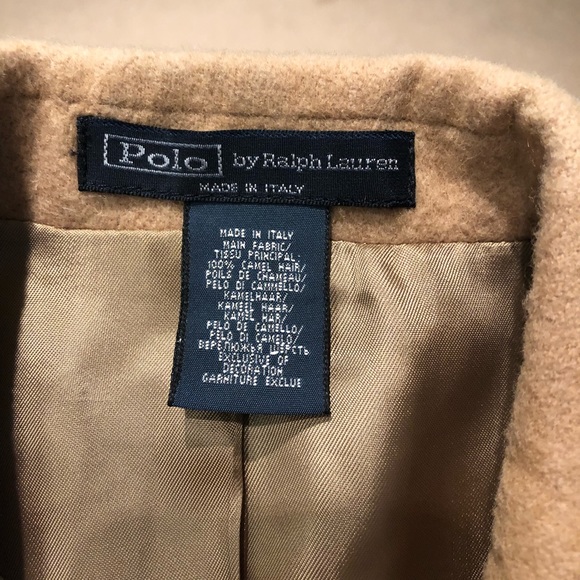 Polo by Ralph Lauren
MADE IN ITALY
MADE IN ITALY
MAIN FABRIC/
TISSU PRINCIPAL
100% CAMEL HAIR/
POILS DE CHAMEAU/
PELO DI CAMMELLO/
KAMELHAAR/
KAMEEL HAAR/
KAMEL HÅR/
PELO DE CAMELLO/
PELO DI CAMELO/
ВЕРБЛЮЖЬЯ ШЕРСТЬ
EXCLUSIVE OF
DECORATION
GARNITURE EXCLUE